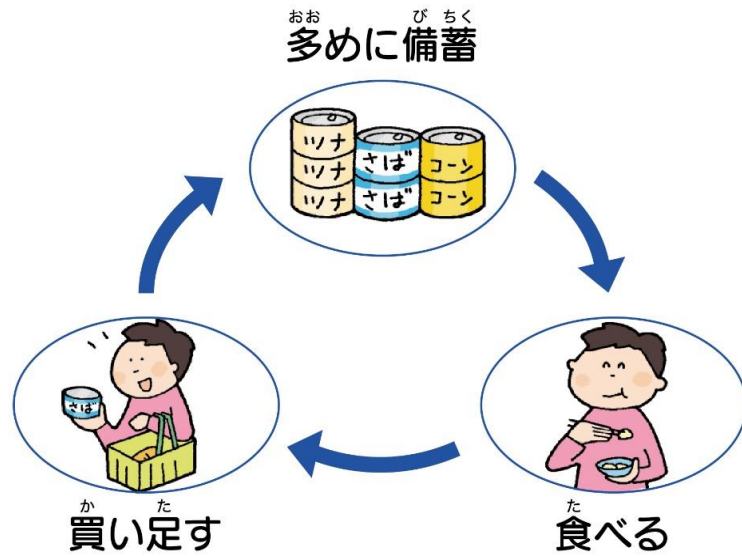 おお び ちく
多めに備蓄
ツナ
ツナ
ツナ
さば
さば
コーン
コーン
さば
か た
買い足す
た
食べる